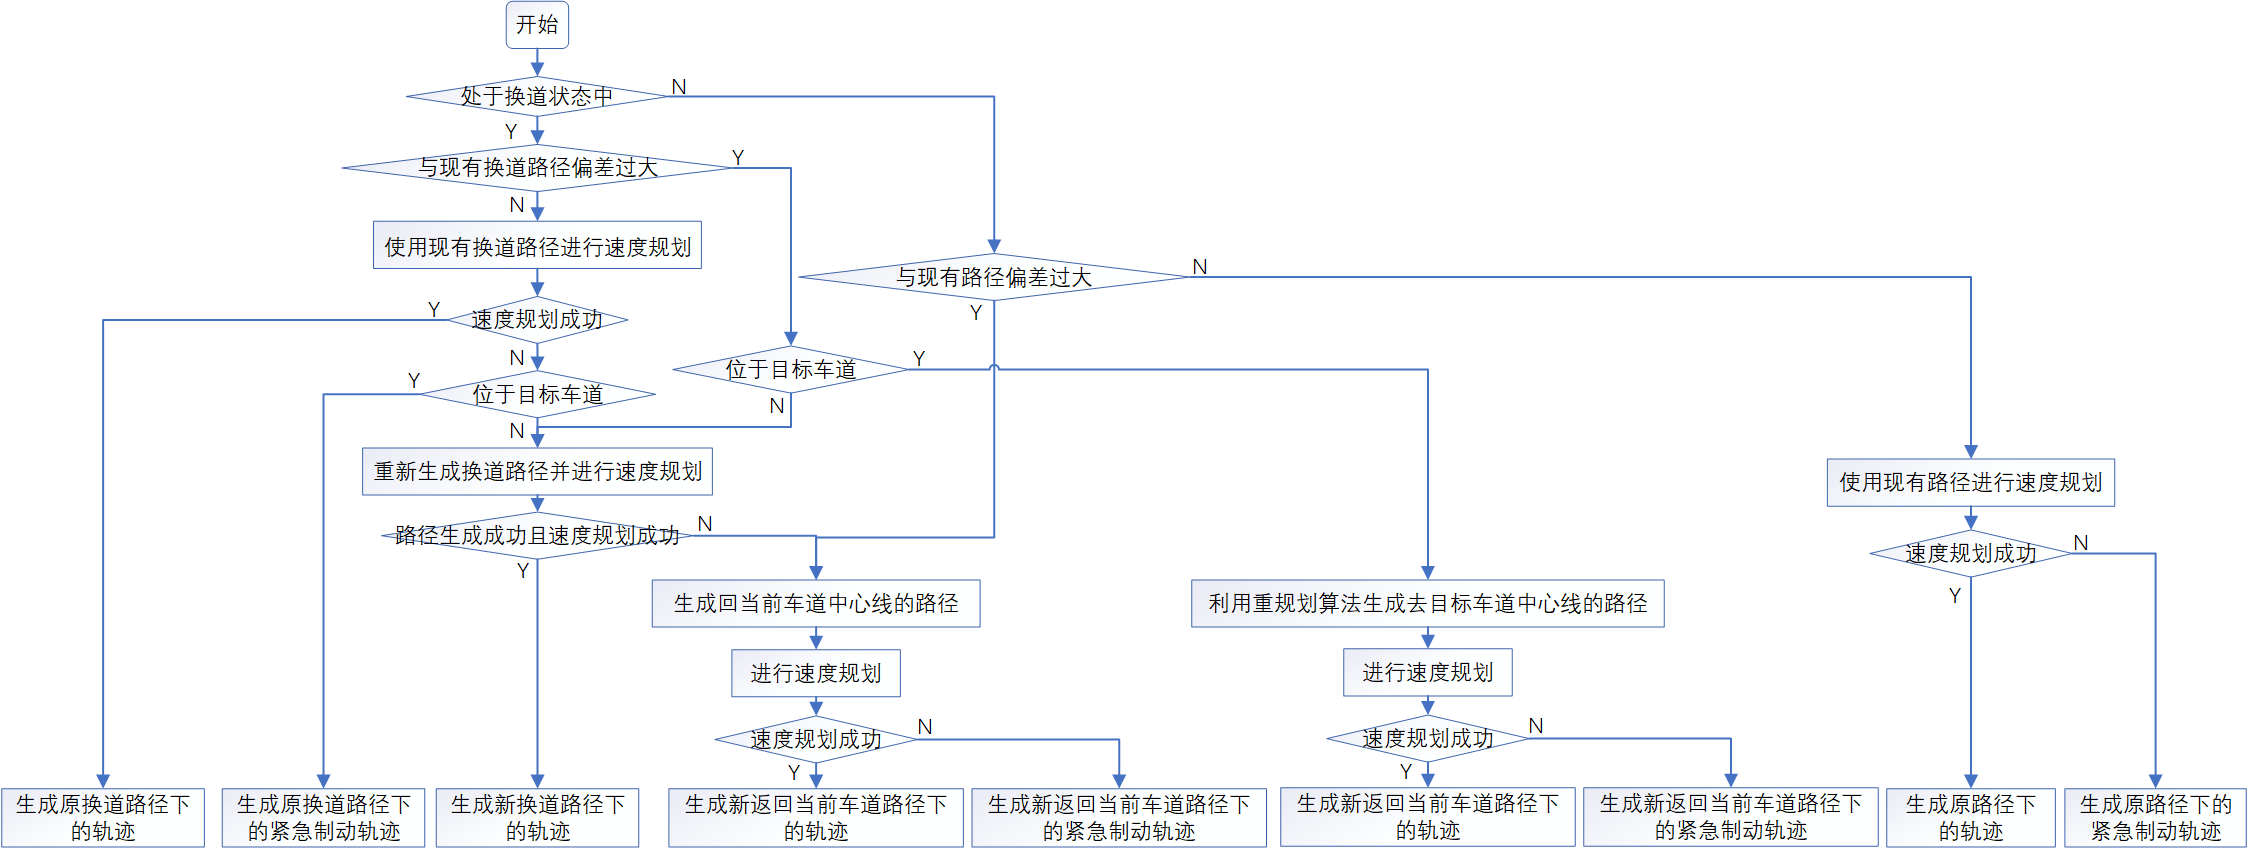 开始
处于换道状态中
N
Y
与现有换道路径偏差过大
Y
N
使用现有换道路径进行速度规划
与现有路径偏差过大
N
Y
速度规划成功
Y
N
位于目标车道
Y
N
位于目标车道
Y
N
重新生成换道路径并进行速度规划
使用现有路径进行速度规划
路径生成成功且速度规划成功
N
Y
速度规划成功
N
Y
生成回当前车道中心线的路径
利用重规划算法生成去目标车道中心线的路径
进行速度规划
进行速度规划
速度规划成功
N
Y
速度规划成功
N
Y
生成原换道路径下
的轨迹
生成原换道路径下
的紧急制动轨迹
生成新换道路径下
的轨迹
生成新返回当前车道路径下
的轨迹
生成新返回当前车道路径下
的紧急制动轨迹
生成新返回当前车道路径下
的轨迹
生成新返回当前车道路径下
的紧急制动轨迹
生成原路径下
的轨迹
生成原路径下的
紧急制动轨迹